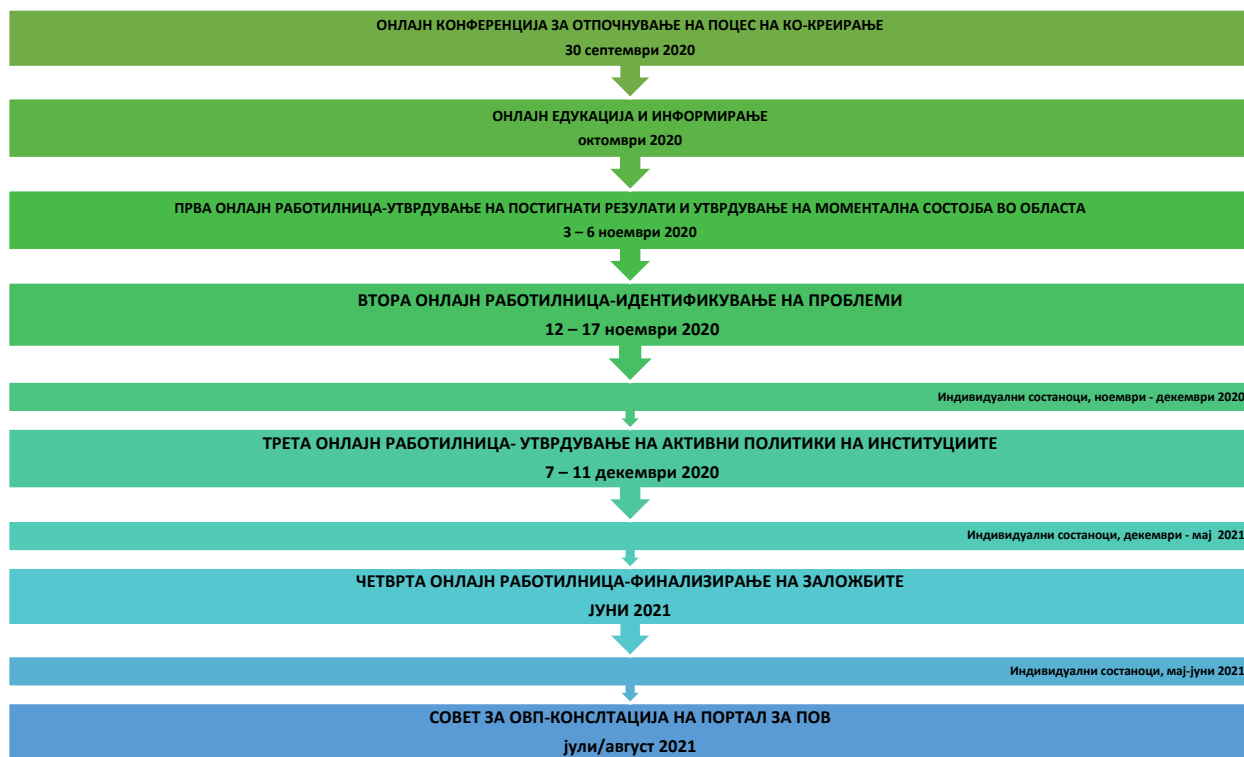 ОНЛАЈН КОНФЕРЕНЦИЈА ЗА ОТПОЧНУВАЊЕ НА ПОЦЕС НА КО-КРЕИРАЊЕ
30 септември 2020
ОНЛАЈН ЕДУКАЦИЈА И ИНФОРМИРАЊЕ
октомври 2020
ПРВА ОНЛАЈН РАБОТИЛНИЦА-УТВРДУВАЊЕ НА ПОСТИГНАТИ РЕЗУЛАТИ И УТВРДУВАЊЕ НА МОМЕНТАЛНА СОСТОЈБА ВО ОБЛАСТА
3 – 6 ноември 2020
ВТОРА ОНЛАЈН РАБОТИЛНИЦА-ИДЕНТИФИКУВАЊЕ НА ПРОБЛЕМИ
12 – 17 ноември 2020
Индивидуални состаноци, ноември - декември 2020
ТРЕТА ОНЛАЈН РАБОТИЛНИЦА- УТВРДУВАЊЕ НА АКТИВНИ ПОЛИТИКИ НА ИНСТИТУЦИИТЕ
7 – 11 декември 2020
Индивидуални состаноци, декември - мај 2021
ЧЕТВРТА ОНЛАЈН РАБОТИЛНИЦА-ФИНАЛИЗИРАЊЕ НА ЗАЛОЖБИТЕ
ЈУНИ 2021
Индивидуални состаноци, мај-јуни 2021
СОВЕТ ЗА ОВП-КОНСЛТАЦИЈА НА ПОРТАЛ ЗА ПОВ
јули/август 2021